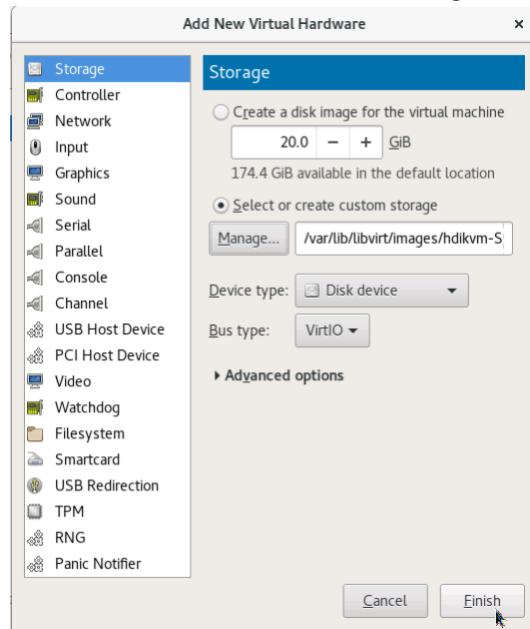 Add New Virtual Hardware ×
Storage
Controller
Network
Input
Graphics
Sound
Serial
Parallel
Console
Channel
USB Host Device
PCI Host Device
Video
Watchdog
Filesystem
Smartcard
USB Redirection
TPM
RNG
Panic Notifier
Storage
Create a disk image for the virtual machine
20.0 − + GiB
174.4 GiB available in the default location
Select or create custom storage
Manage... /var/lib/libvirt/images/hdikvm-S
Device type: Disk device
Bus type: VirtIO
Advanced options
Cancel Finish